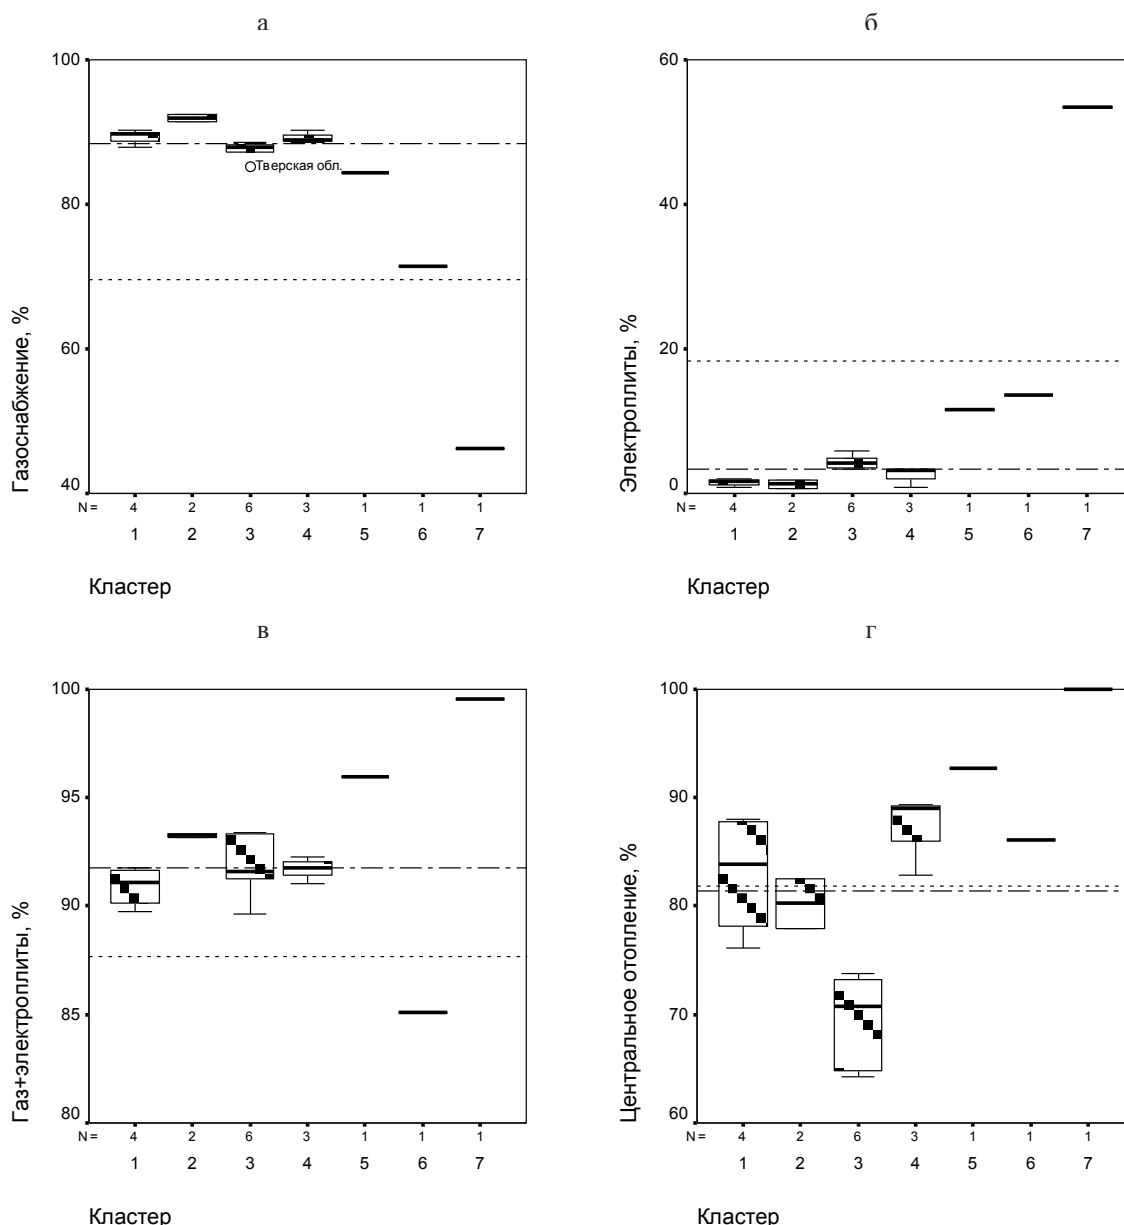 а
Газоснабжение, %
100
80
60
40
Тверская обл.
N = 4 2 6 3 1 1 1
1 2 3 4 5 6 7
Кластер
б
Электроплиты, %
60
40
20
0
N = 4 2 6 3 1 1 1
1 2 3 4 5 6 7
Кластер
в
Газ+электроплиты, %
100
95
90
85
80
N = 4 2 6 3 1 1 1
1 2 3 4 5 6 7
Кластер
г
Центральное отопление, %
100
90
80
70
60
N = 4 2 6 3 1 1 1
1 2 3 4 5 6 7
Кластер